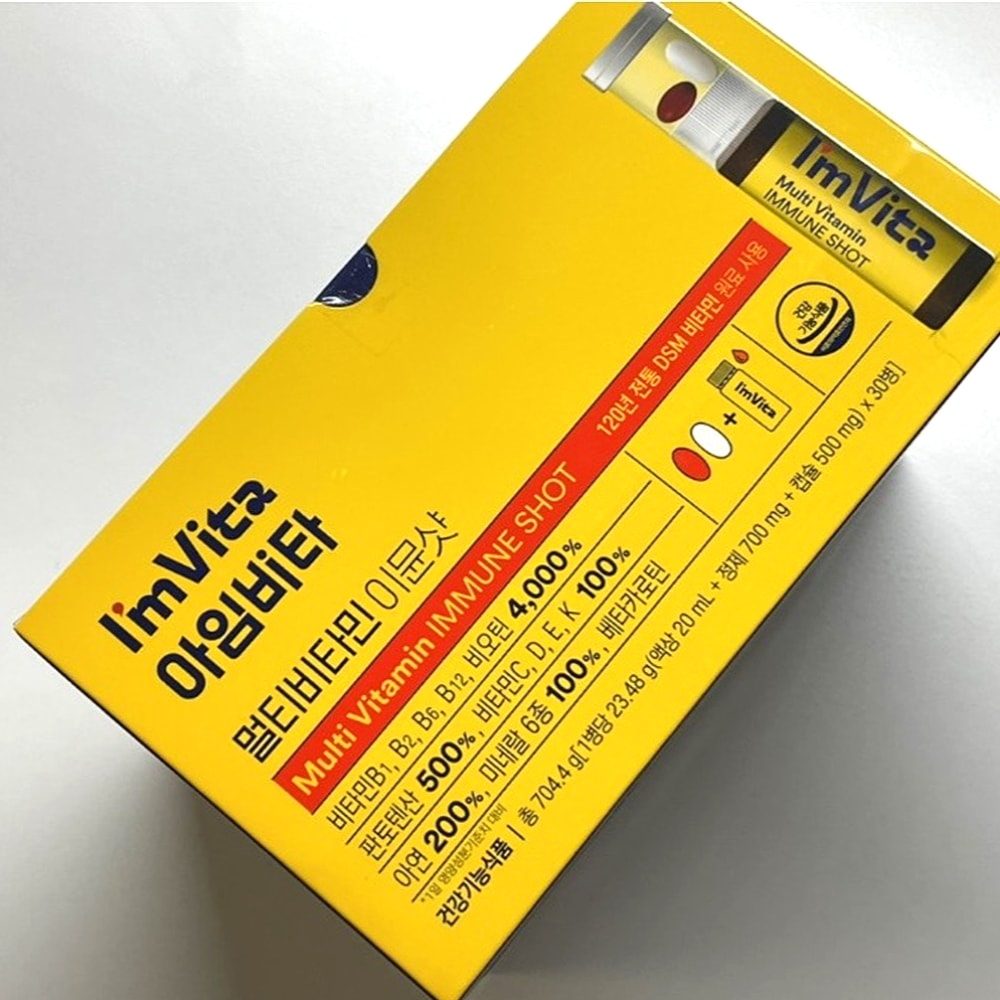 I'mVita
Multi Vitamin
IMMUNE SHOT
I'mVita
아임비타
멀티비타민 이뮨샷
Multi Vitamin IMMUNE SHOT 120년 전통 DSM 비타민 원료 사용
비타민B1, B2, B6, B12, 비오틴 4,000%
판토텐산 500%, 비타민C, D, E, K 100%
아연 200%, 미네랄 6종 100%, 베타카로틴
*1일 영양성분기준치 대비
건강기능식품 | 총 704.4 g[1병당 23.48 g(액상 20 mL + 정제 700 mg + 캡슐 500 mg) x 30병]
+
I'mVita
건강
기능식품